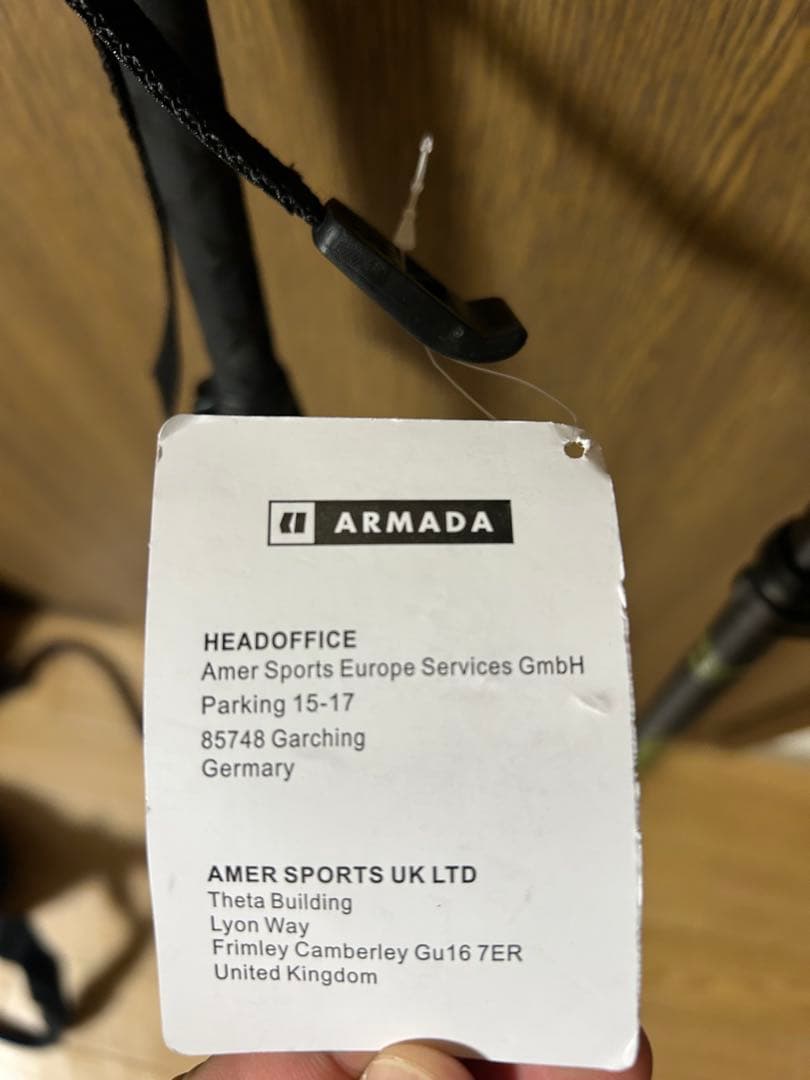 ARMADA
HEADOFFICE
Amer Sports Europe Services GmbH
Parking 15-17
85748 Garching
Germany
AMER SPORTS UK LTD
Theta Building
Lyon Way
Frimley Camberley Gu16 7ER
United Kingdom